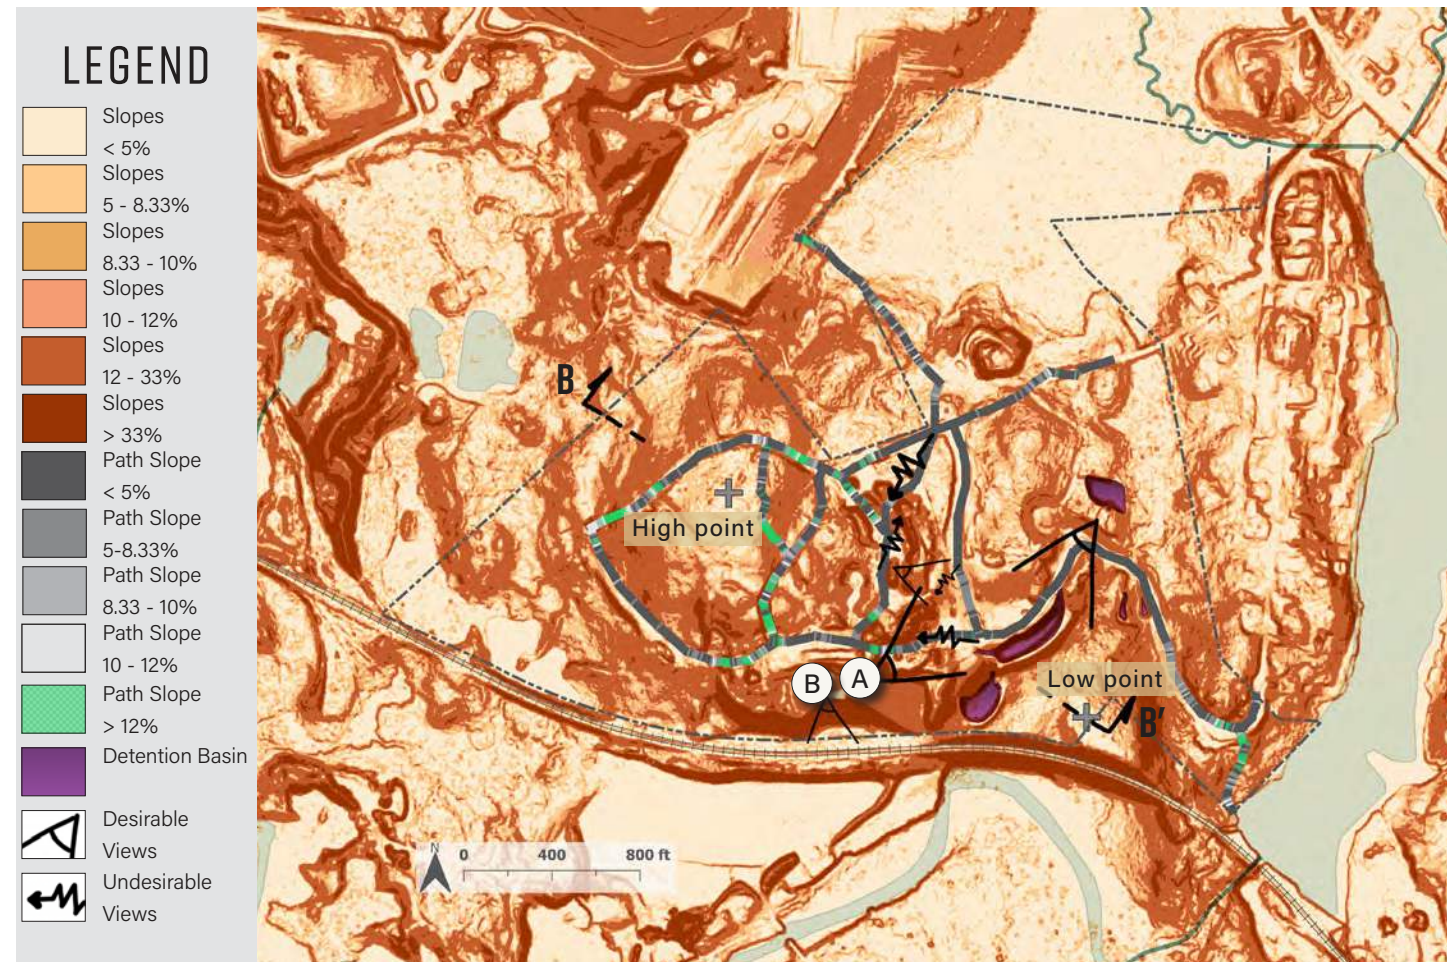 LEGEND
Slopes
< 5%
Slopes
5 - 8.33%
Slopes
8.33 - 10%
Slopes
10 - 12%
Slopes
12 - 33%
Slopes
> 33%
Path Slope
< 5%
Path Slope
5-8.33%
Path Slope
8.33 - 10%
Path Slope
10 - 12%
Path Slope
> 12%
Detention Basin
Desirable
Views
Undesirable
Views
B
High point
Low point
B A
B'
N
0 400 800 ft